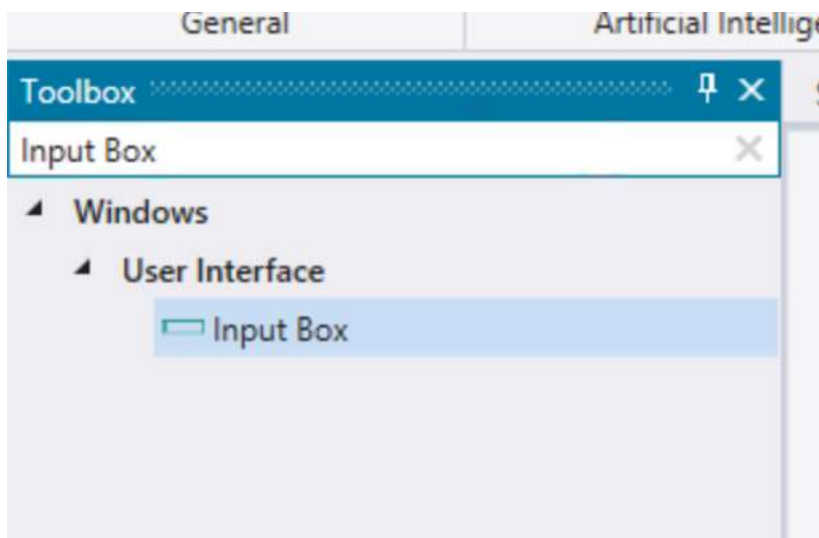 General
Artificial Intellige
Toolbox
Input Box
Windows
User Interface
Input Box